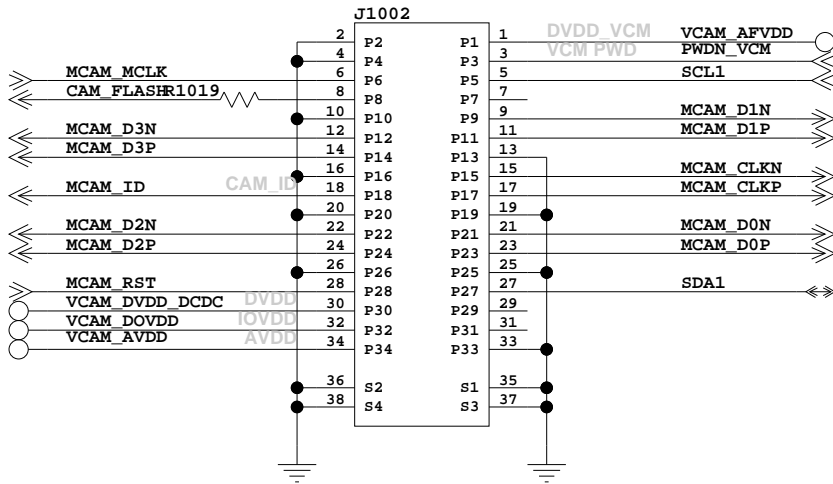 J1002
2 P2 P1 1 DVDD_VCM VCAM_AFVDD
4 P4 P3 3 VCM PWD PWDN_VCM
MCAM_MCLK 6 P6 P5 5 SCL1
CAM_FLASH R1019 8 P8 P7 7
10 P10 P9 9 MCAM_D1N
MCAM_D3N 12 P12 P11 11 MCAM_D1P
MCAM_D3P 14 P14 P13 13
16 P16 P15 15 MCAM_CLKN
MCAM_ID CAM_ID 18 P18 P17 17 MCAM_CLKP
20 P20 P19 19
MCAM_D2N 22 P22 P21 21 MCAM_D0N
MCAM_D2P 24 P24 P23 23 MCAM_D0P
26 P26 P25 25
MCAM_RST 28 P28 P27 27 SDA1
VCAM_DVDD_DCDC DVDD 30 P30 P29 29
VCAM_DOVDD IOVDD 32 P32 P31 31
VCAM_AVDD AVDD 34 P34 P33 33
36 S2 S1 35
38 S4 S3 37